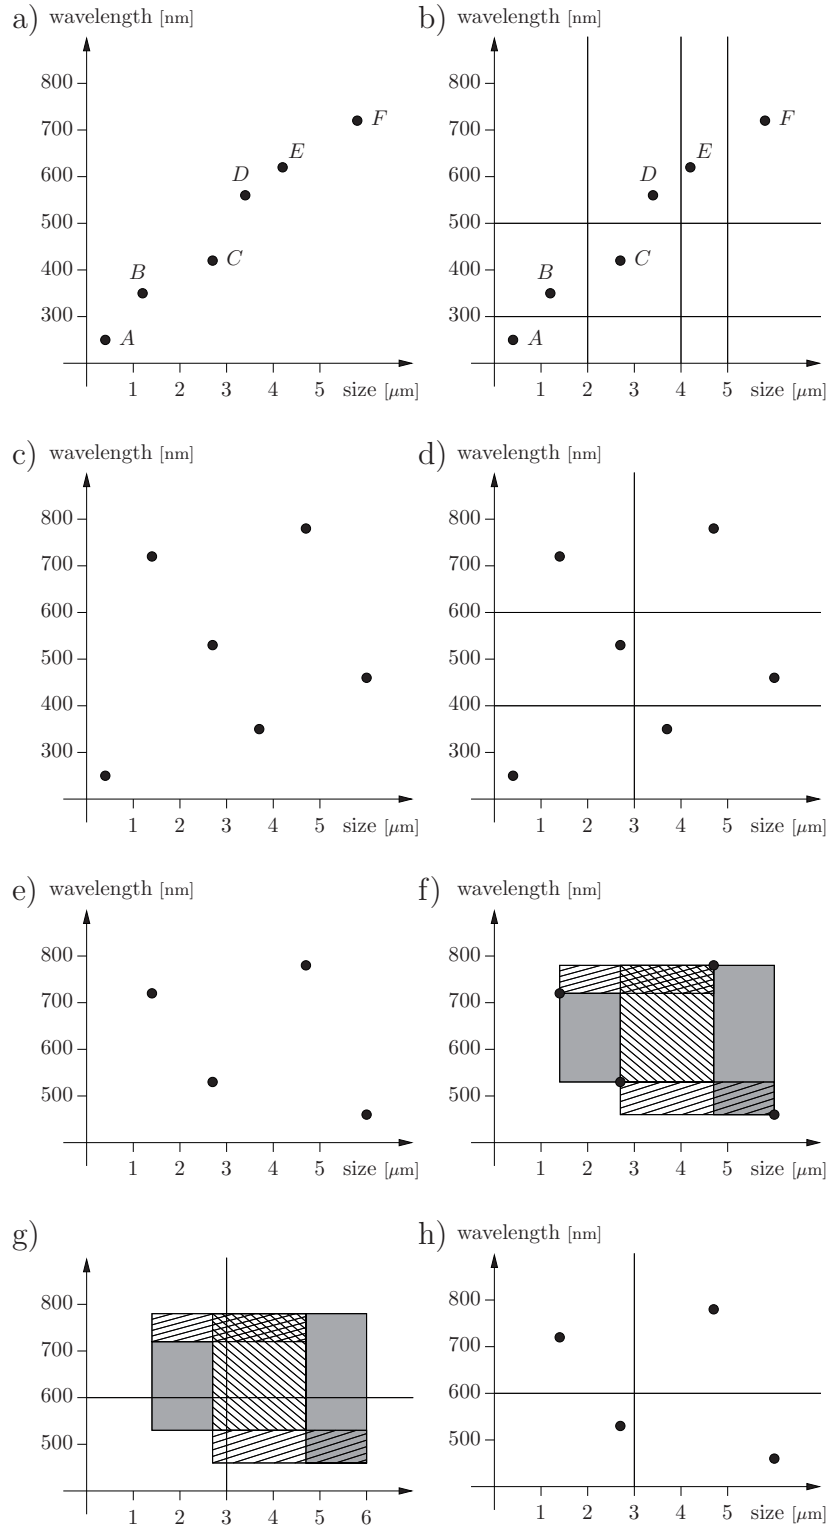 a) wavelength [nm]
800
700
600
500
400
300
A
B
C
D
E
F
1 2 3 4 5 size [μm]
b) wavelength [nm]
800
700
600
500
400
300
A
B
C
D
E
F
1 2 3 4 5 size [μm]
c) wavelength [nm]
800
700
600
500
400
300
1 2 3 4 5 size [μm]
d) wavelength [nm]
800
700
600
500
400
300
1 2 3 4 5 size [μm]
e) wavelength [nm]
800
700
600
500
1 2 3 4 5 size [μm]
f) wavelength [nm]
800
700
600
500
1 2 3 4 5 size [μm]
g)
800
700
600
500
1 2 3 4 5 6
h) wavelength [nm]
800
700
600
500
1 2 3 4 5 size [μm]